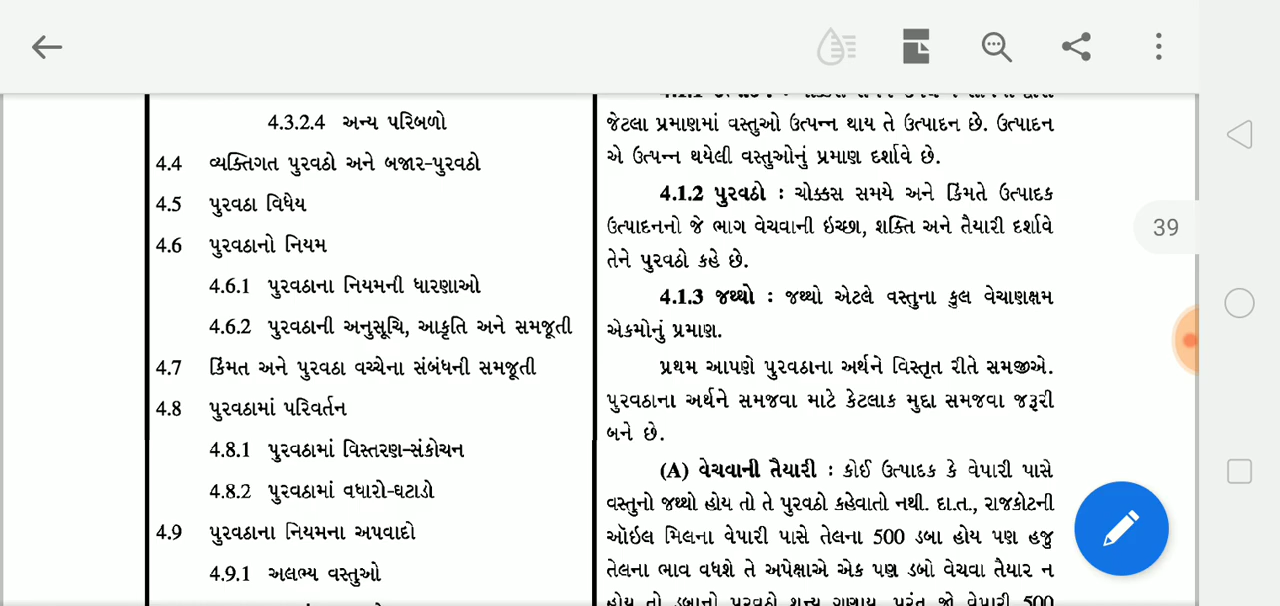 4.3.2.4 અન્ય પરિબળો
4.4 વ્યક્તિગત પુરવઠો અને બજાર-પુરવઠો
4.5 પુરવઠા વિધેય
4.6 પુરવઠાનો નિયમ
4.6.1 પુરવઠાના નિયમની ધારણાઓ
4.6.2 પુરવઠાની અનુસૂચિ, આકૃતિ અને સમજૂતી
4.7 કિંમત અને પુરવઠા વચ્ચેના સંબંધની સમજૂતી
4.8 પુરવઠામાં પરિવર્તન
4.8.1 પુરવઠામાં વિસ્તરણ-સંકોચન
4.8.2 પુરવઠામાં વધારો-ઘટાડો
4.9 પુરવઠાના નિયમના અપવાદો
4.9.1 અલભ્ય વસ્તુઓ
જેટલા પ્રમાણમાં વસ્તુઓ ઉત્પન્ન થાય તે ઉત્પાદન છે. ઉત્પાદન
એ ઉત્પન્ન થયેલી વસ્તુઓનું પ્રમાણ દર્શાવે છે.
4.1.2 પુરવઠો : ચોક્કસ સમયે અને કિંમતે ઉત્પાદક
ઉત્પાદનનો જે ભાગ વેચવાની ઇચ્છા, શક્તિ અને તૈયારી દર્શાવે
તેને પુરવઠો કહે છે.
4.1.3 જથ્થો : જથ્થો એટલે વસ્તુના કુલ વેચાણક્ષમ
એકમોનું પ્રમાણ.
પ્રથમ આપણે પુરવઠાના અર્થને વિસ્તૃત રીતે સમજીએ.
પુરવઠાના અર્થને સમજવા માટે કેટલાક મુદ્દા સમજવા જરૂરી
બને છે.
(A) વેચવાની તૈયારી : કોઈ ઉત્પાદક કે વેપારી પાસે
વસ્તુનો જથ્થો હોય તો તે પુરવઠો કહેવાતો નથી. દા.ત., રાજકોટની
ઑઇલ મિલના વેપારી પાસે તેલના 500 ડબા હોય પણ હજુ
તેલના ભાવ વધશે તે અપેક્ષાએ એક પણ ડબો વેચવા તૈયાર ન
હોય તો ડબાનો પુરવઠો શૂન્ય ગણાય. પરંતુ જો વેપારી 500
39